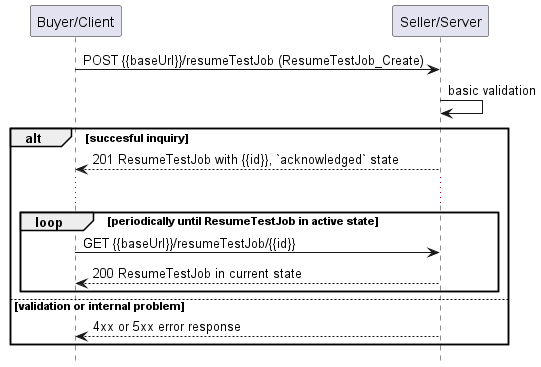 Buyer/Client
Seller/Server
POST {{baseUrl}}/resumeTestJob (ResumeTestJob_Create)
basic validation
alt
[succesful inquiry]
201 ResumeTestJob with {{id}}, `acknowledged` state
loop
[periodically until ResumeTestJob in active state]
GET {{baseUrl}}/resumeTestJob/{{id}}
200 ResumeTestJob in current state
[validation or internal problem]
4xx or 5xx error response